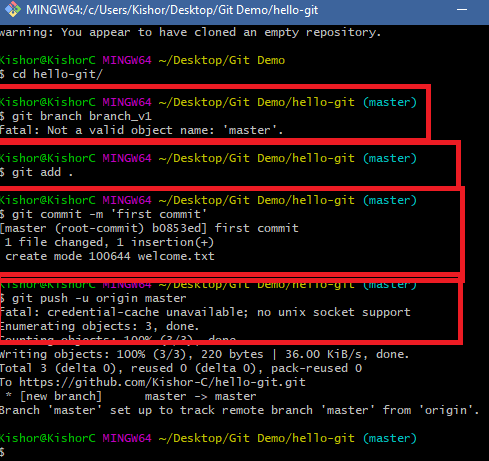 MINGW64:/c/Users/Kishor/Desktop/Git Demo/hello-git
warning: You appear to have cloned an empty repository.
Kishor@KishorC MINGW64 ~/Desktop/Git Demo
$ cd hello-git/
Kishor@KishorC MINGW64 ~/Desktop/Git Demo/hello-git (master)
$ git branch branch_v1
fatal: Not a valid object name: 'master'.
Kishor@KishorC MINGW64 ~/Desktop/Git Demo/hello-git (master)
$ git add .
Kishor@KishorC MINGW64 ~/Desktop/Git Demo/hello-git (master)
$ git commit -m 'first commit'
[master (root-commit) b0853ed] first commit
1 file changed, 1 insertion(+)
create mode 100644 welcome.txt
Kishor@KishorC MINGW64 ~/Desktop/Git Demo/hello-git (master)
$ git push -u origin master
fatal: credential-cache unavailable; no unix socket support
Enumerating objects: 3, done.
Counting objects: 100% (3/3), done.
Writing objects: 100% (3/3), 220 bytes | 36.00 KiB/s, done.
Total 3 (delta 0), reused 0 (delta 0), pack-reused 0
To https://github.com/Kishor-C/hello-git.git
* [new branch] master -> master
Branch 'master' set up to track remote branch 'master' from 'origin'.
Kishor@KishorC MINGW64 ~/Desktop/Git Demo/hello-git (master)
$